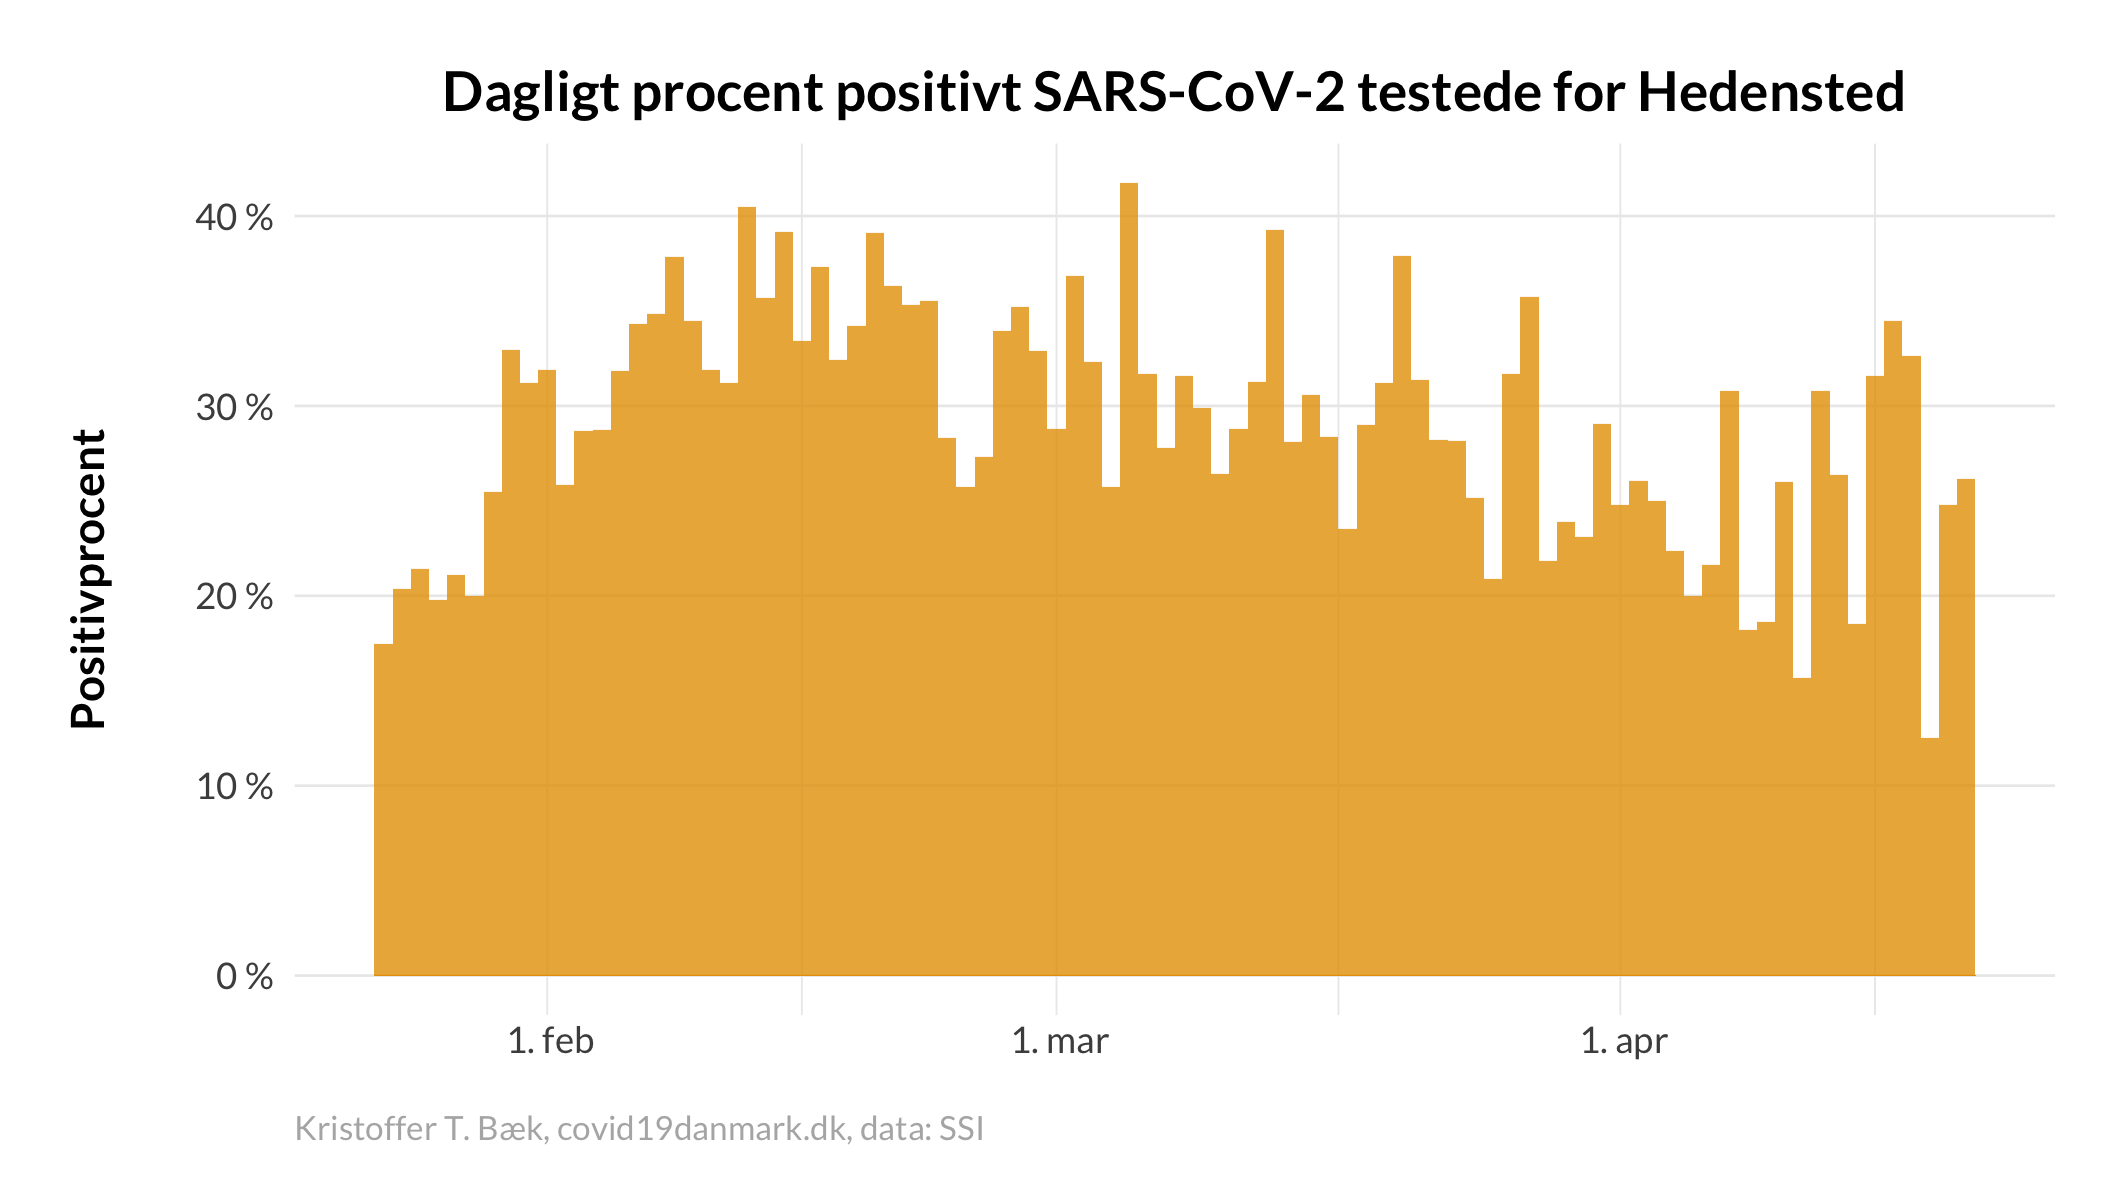 Dagligt procent positivt SARS-CoV-2 testede for Hedensted
Positivprocent
40 %
30 %
20 %
10 %
0 %
1. feb
1. mar
1. apr
Kristoffer T. Bæk, covid19danmark.dk, data: SSI